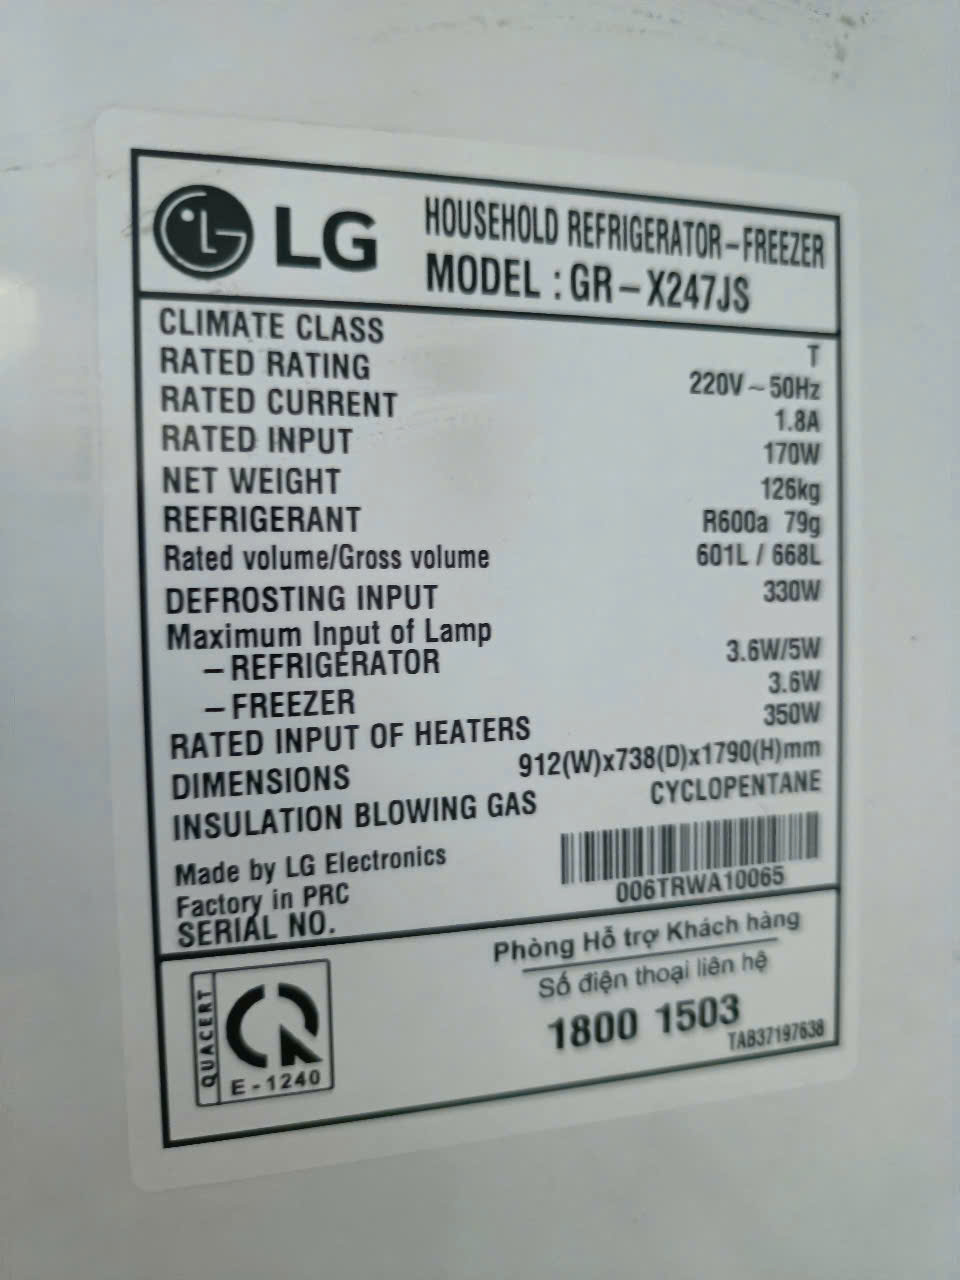 LG
HOUSEHOLD REFRIGERATOR-FREEZER
MODEL : GR-X247JS
CLIMATE CLASS T
RATED RATING 220V ~ 50Hz
RATED CURRENT 1.8A
RATED INPUT 170W
NET WEIGHT 126kg
REFRIGERANT R600a 79g
Rated volume/Gross volume 601L / 668L
DEFROSTING INPUT 330W
Maximum Input of Lamp
-REFRIGERATOR 3.6W/5W
-FREEZER 3.6W
RATED INPUT OF HEATERS 350W
DIMENSIONS 912(W)x738(D)x1790(H)mm
INSULATION BLOWING GAS CYCLOPENTANE
Made by LG Electronics
Factory in PRC
SERIAL NO. 006TRWA10065
QUACERT
E-1240
Phòng Hỗ trợ Khách hàng
Số điện thoại liên hệ
1800 1503
TAB37197638